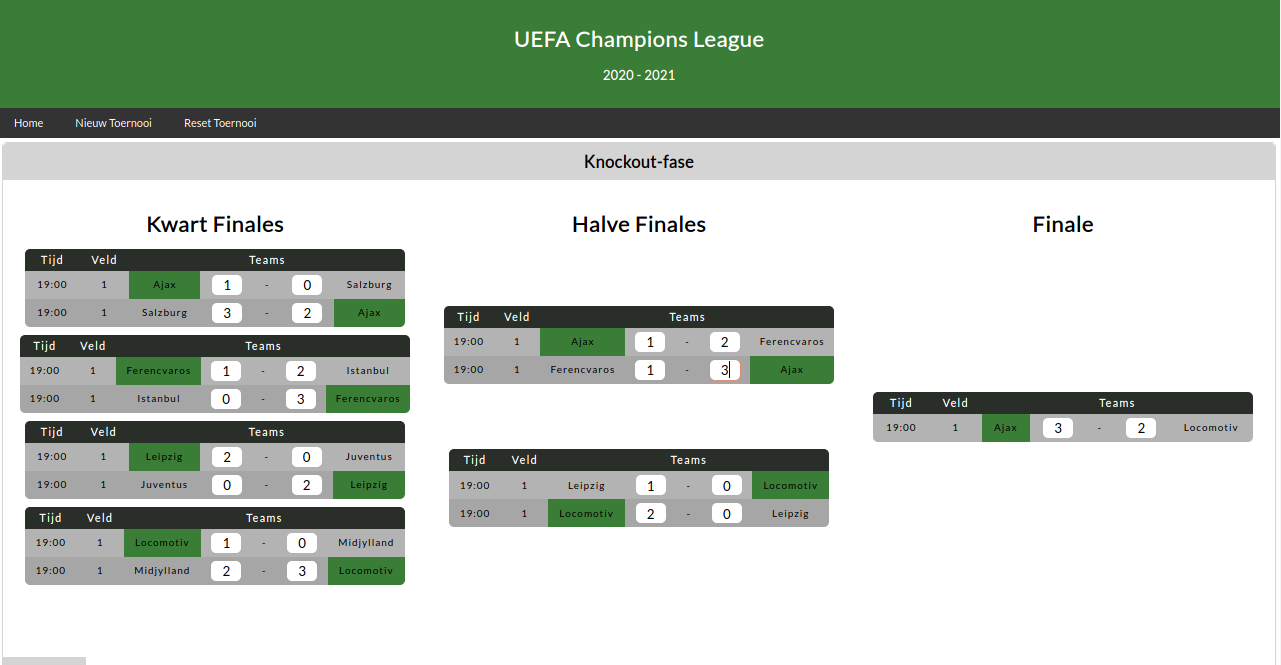 UEFA Champions League
2020 - 2021
Home Nieuw Toernooi Reset Toernooi
Knockout-fase
Kwart Finales
Tijd Veld Teams
19:00 1 Ajax 1 - 0 Salzburg
19:00 1 Salzburg 3 - 2 Ajax
Tijd Veld Teams
19:00 1 Ferencvaros 1 - 2 Istanbul
19:00 1 Istanbul 0 - 3 Ferencvaros
Tijd Veld Teams
19:00 1 Leipzig 2 - 0 Juventus
19:00 1 Juventus 0 - 2 Leipzig
Tijd Veld Teams
19:00 1 Locomotiv 1 - 0 Midjylland
19:00 1 Midjylland 2 - 3 Locomotiv
Halve Finales
Tijd Veld Teams
19:00 1 Ajax 1 - 2 Ferencvaros
19:00 1 Ferencvaros 1 - 3 Ajax
Tijd Veld Teams
19:00 1 Leipzig 1 - 0 Locomotiv
19:00 1 Locomotiv 2 - 0 Leipzig
Finale
Tijd Veld Teams
19:00 1 Ajax 3 - 2 Locomotiv